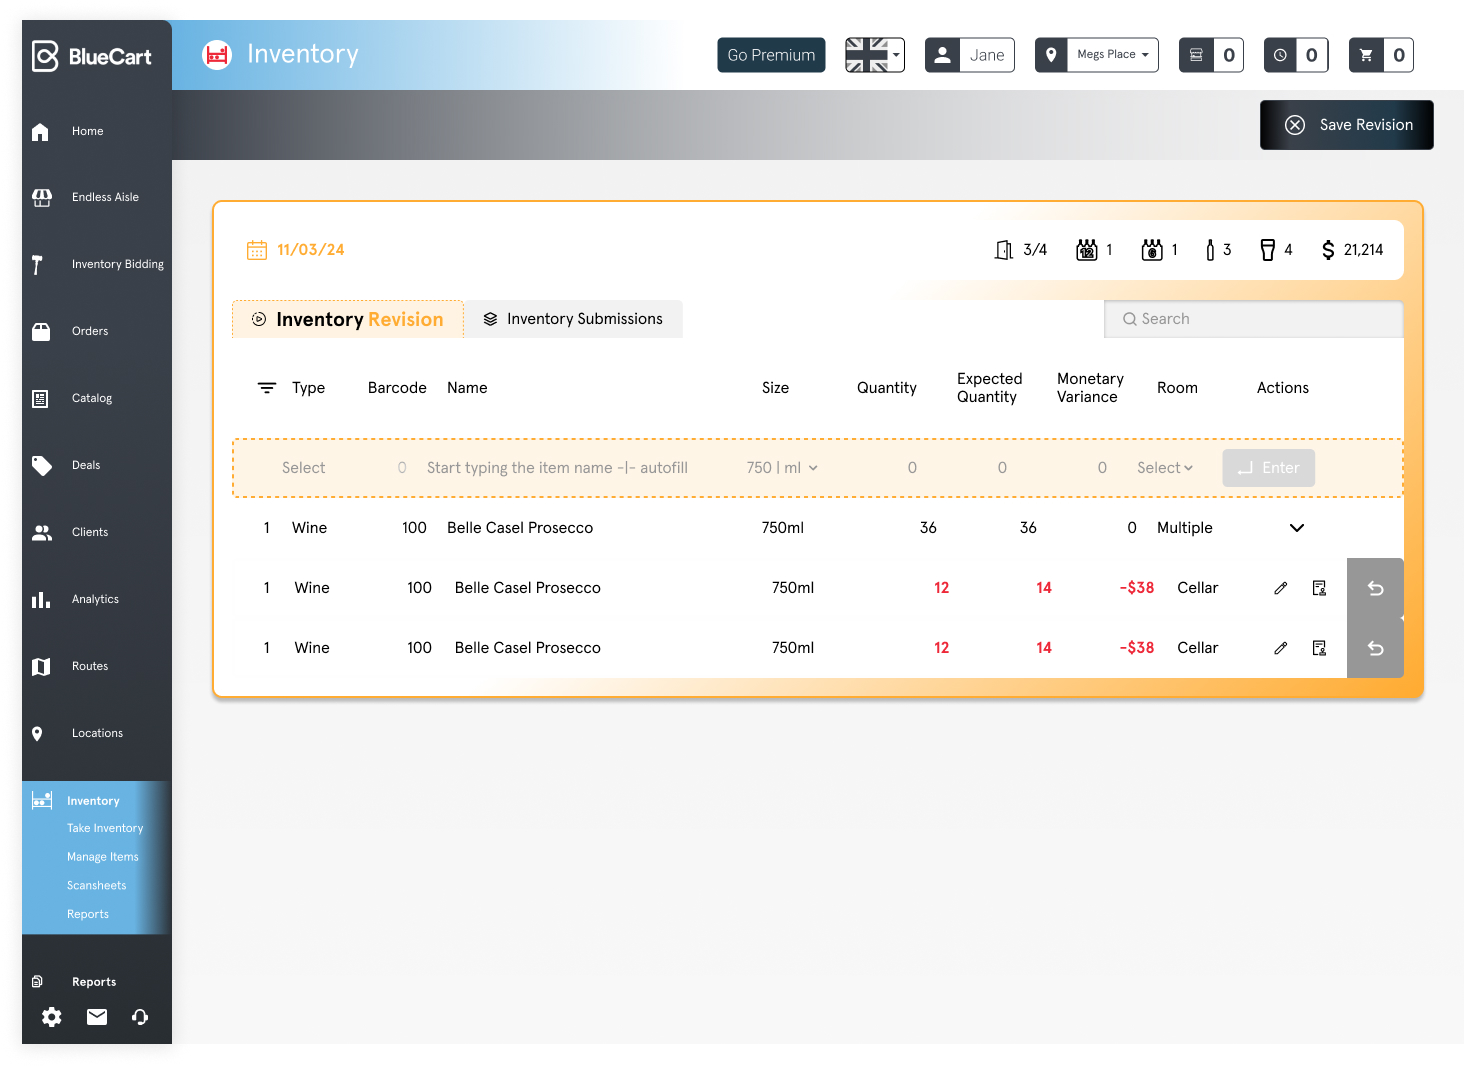 BlueCart
Inventory
Go Premium
Jane
Megs Place
0
0
0
Save Revision
Home
Endless Aisle
Inventory Bidding
Orders
Catalog
Deals
Clients
Analytics
Routes
Locations
Inventory
Take Inventory
Manage Items
Scansheets
Reports
Reports
11/03/24
3/4
12 1
6 1
3
4
$ 21,214
Inventory Revision
Inventory Submissions
Search
Type Barcode Name Size Quantity Expected Quantity Monetary Variance Room Actions
Select 0 Start typing the item name -|- autofill 750 | ml 0 0 0 Select Enter
1 Wine 100 Belle Casel Prosecco 750ml 36 36 0 Multiple
1 Wine 100 Belle Casel Prosecco 750ml 12 14 -$38 Cellar
1 Wine 100 Belle Casel Prosecco 750ml 12 14 -$38 Cellar